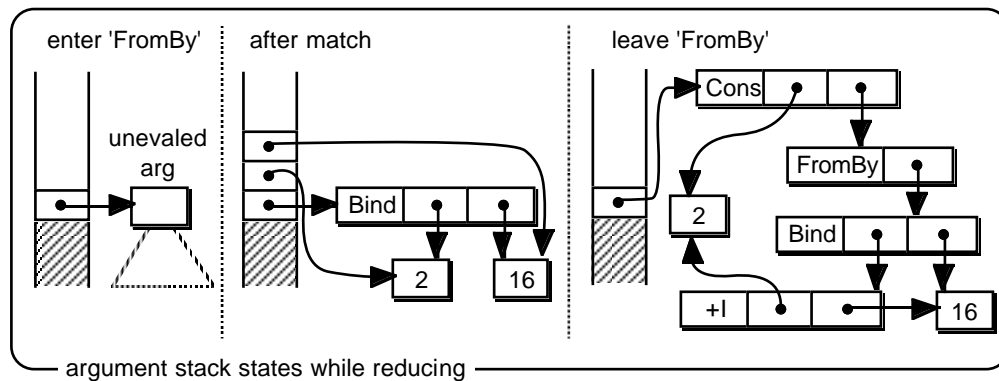 enter 'FromBy'
after match
leave 'FromBy'
unevaled
arg
Bind
2
16
Cons
FromBy
2
Bind
+I
16
argument stack states while reducing